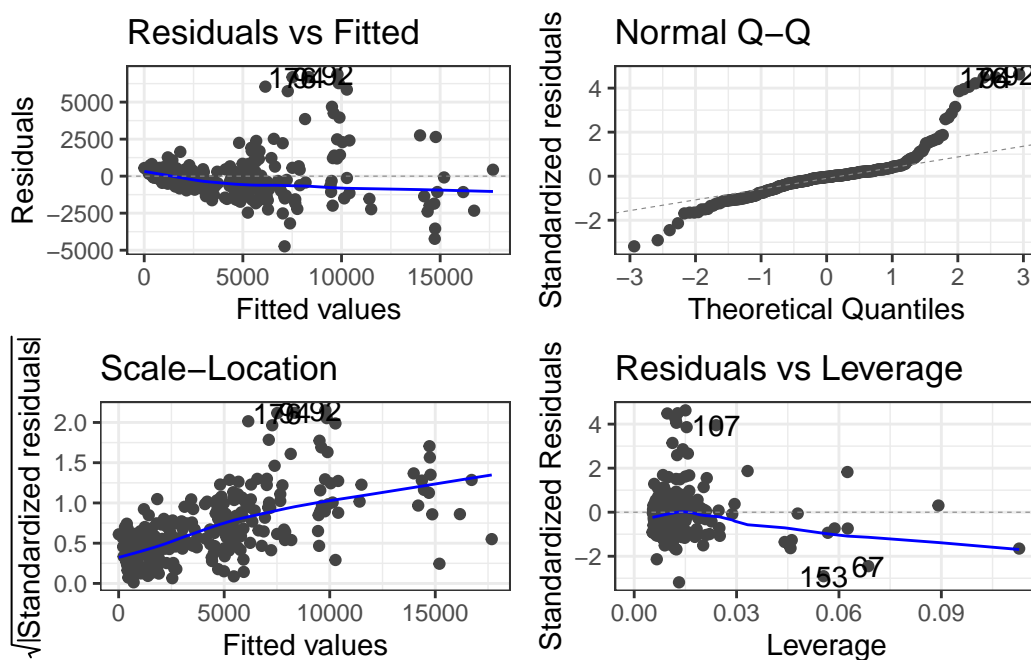 Residuals vs Fitted
Residuals
5000
2500
0
−2500
−5000
0 5000 10000 15000
Fitted values
Normal Q−Q
Standardized residuals
4
2
0
−2
−3 −2 −1 0 1 2 3
Theoretical Quantiles
Scale−Location
√|Standardized residuals|
2.0
1.5
1.0
0.5
0.0
0 5000 10000 15000
Fitted values
Residuals vs Leverage
Standardized Residuals
4
107
2
0
−2
153
67
0.00 0.03 0.06 0.09
Leverage